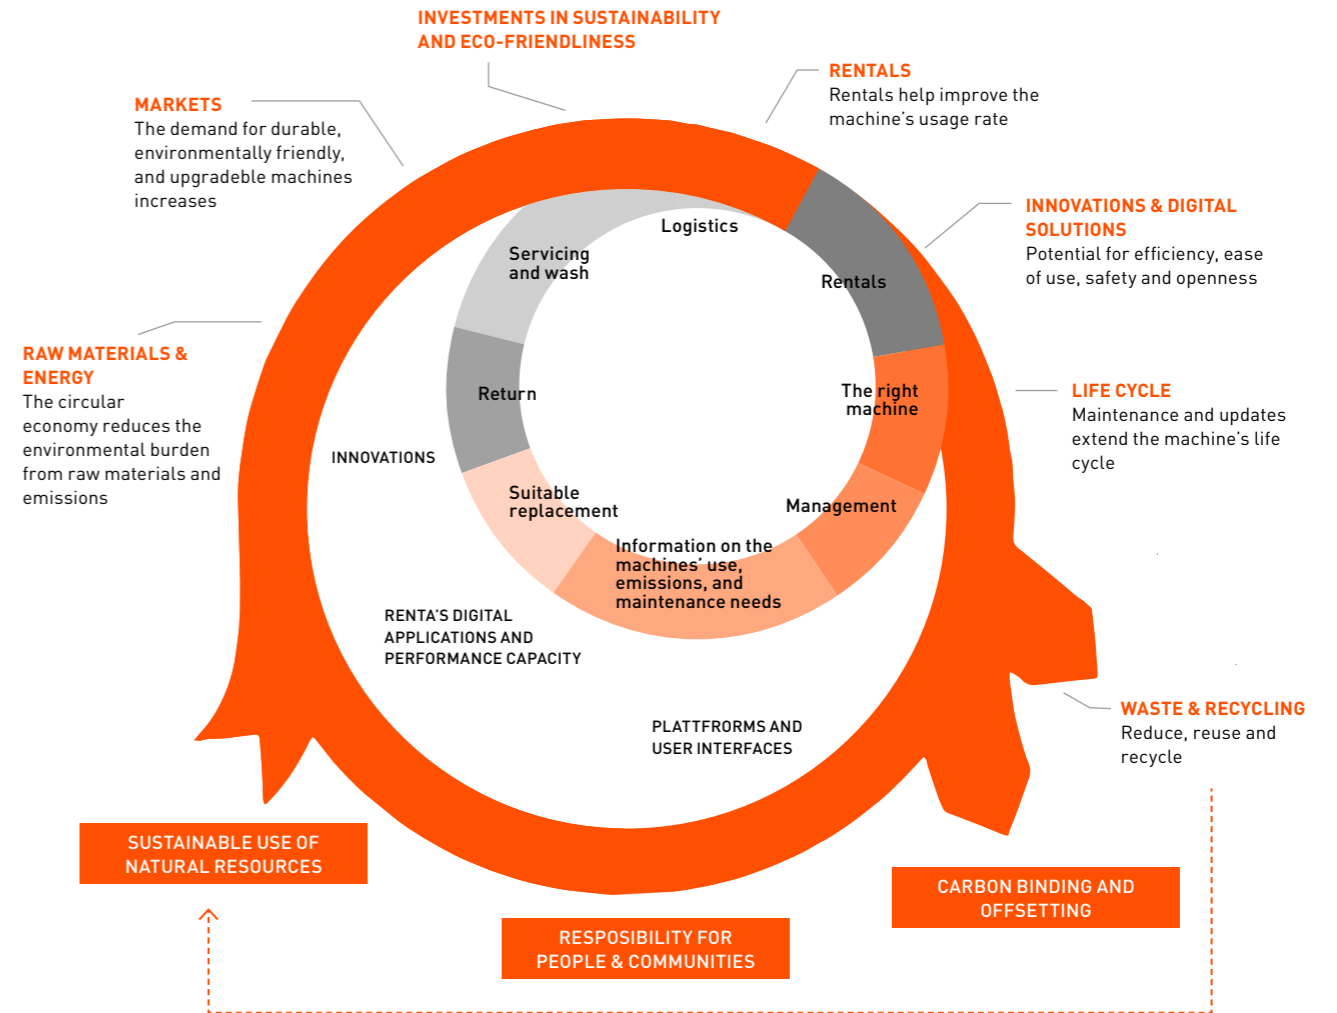 INVESTMENTS IN SUSTAINABILITY
AND ECO-FRIENDLINESS
RENTALS
Rentals help improve the
machine's usage rate
MARKETS
The demand for durable,
environmentally friendly,
and upgradeble machines
increases
INNOVATIONS & DIGITAL
SOLUTIONS
Potential for efficiency, ease
of use, safety and openness
Logistics
Servicing
and wash
Rentals
RAW MATERIALS &
ENERGY
The circular
economy reduces the
environmental burden
from raw materials and
emissions
Return
The right
machine
LIFE CYCLE
Maintenance and updates
extend the machine's life
cycle
INNOVATIONS
Suitable
replacement
Management
Information on the
machines' use,
emissions, and
maintenance needs
RENTA'S DIGITAL
APPLICATIONS AND
PERFORMANCE CAPACITY
PLATTFRORMS AND
USER INTERFACES
WASTE & RECYCLING
Reduce, reuse and
recycle
SUSTAINABLE USE OF
NATURAL RESOURCES
CARBON BINDING AND
OFFSETTING
RESPOSIBILITY FOR
PEOPLE & COMMUNITIES